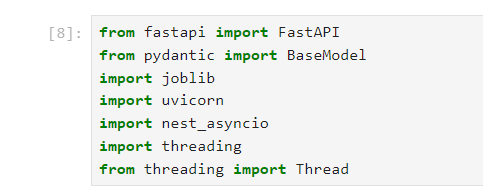 [8]: from fastapi import FastAPI
from pydantic import BaseModel
import joblib
import uvicorn
import nest_asyncio
import threading
from threading import Thread